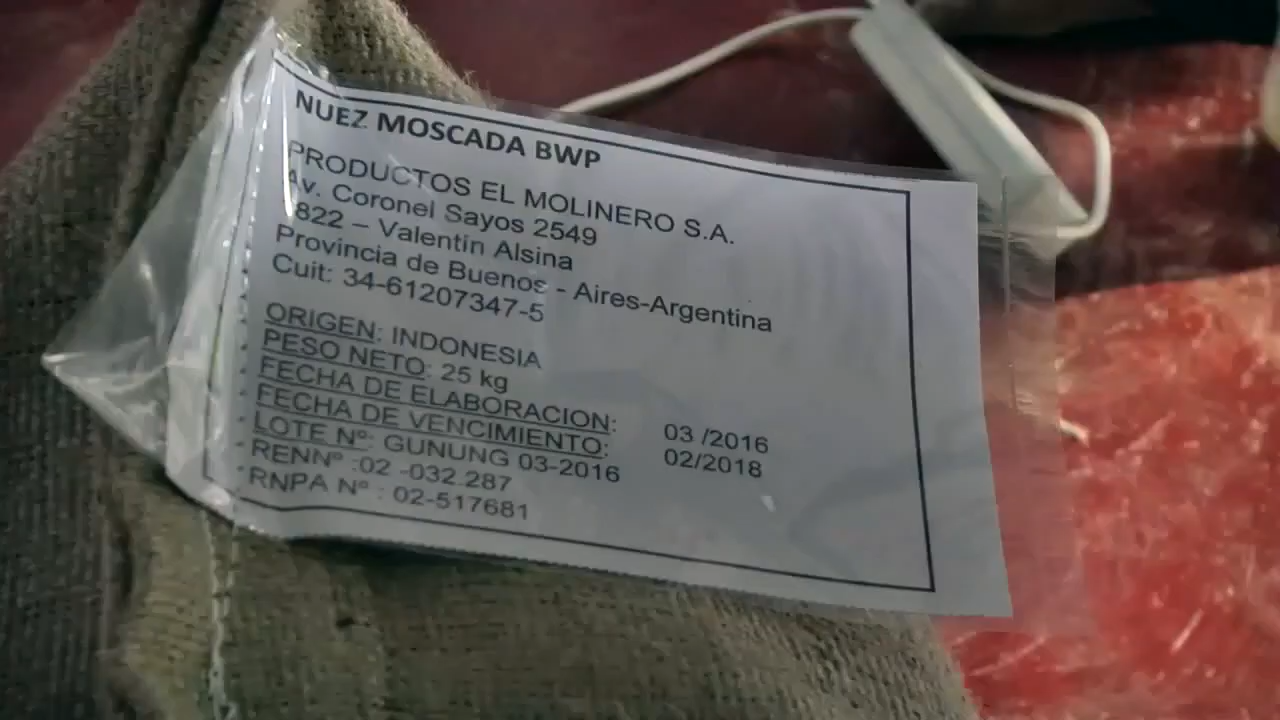 NUEZ MOSCADA BWP
PRODUCTOS EL MOLINERO S.A.
Av. Coronel Sayos 2549
1822 – Valentín Alsina
Provincia de Buenos - Aires-Argentina
Cuit: 34-61207347-5
ORIGEN: INDONESIA
PESO NETO: 25 kg
FECHA DE ELABORACION: 03 /2016
FECHA DE VENCIMIENTO: 02/2018
LOTE Nº: GUNUNG 03-2016
RENNº :02 -032.287
RNPA Nº : 02-517681